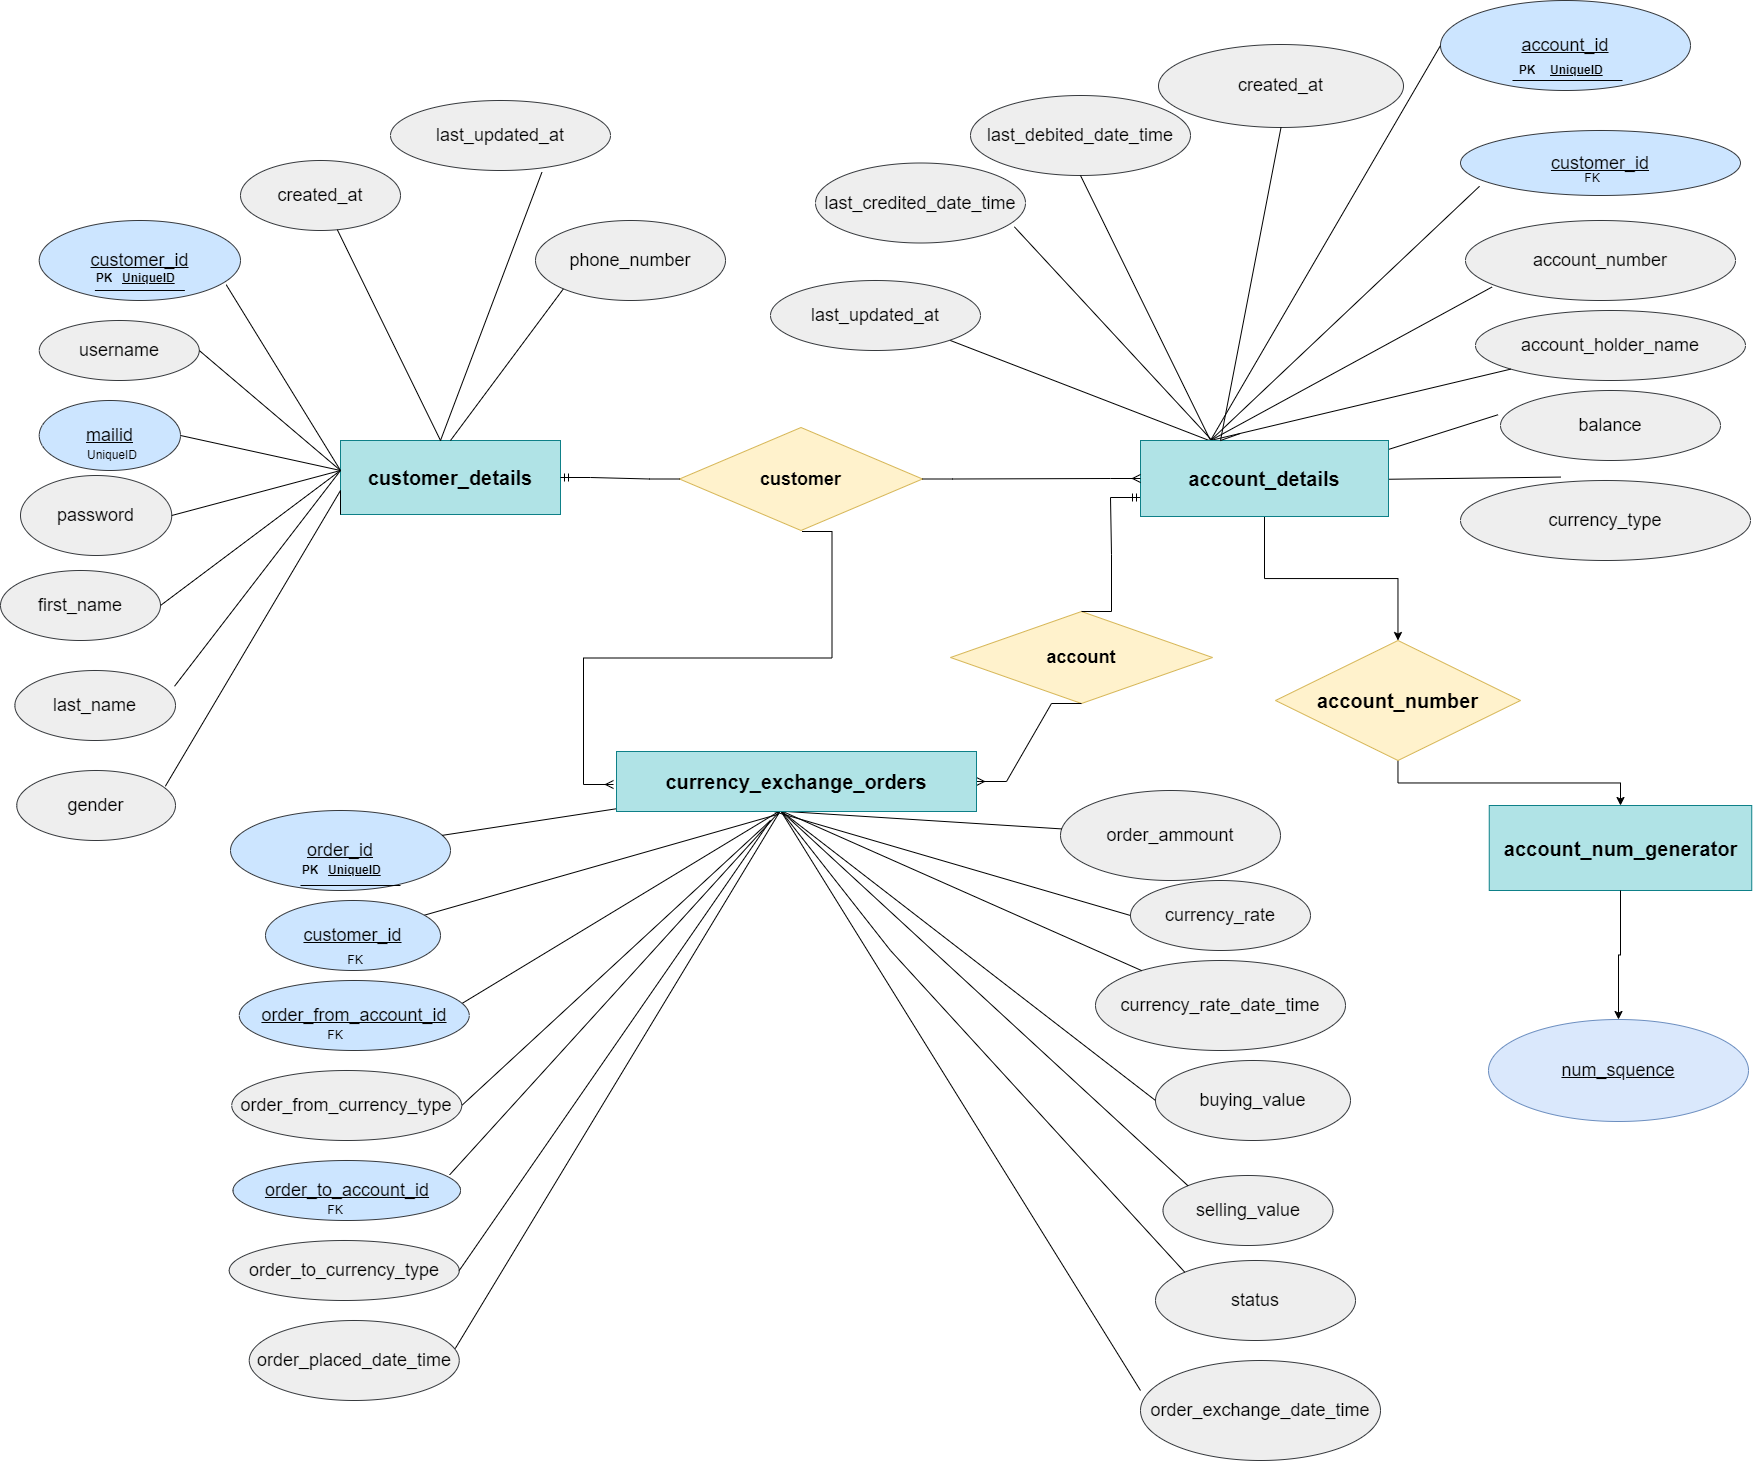 account_id
PK UniqueID
created_at
last_updated_at
last_debited_date_time
customer_id
FK
created_at
last_credited_date_time
customer_id
PK UniqueID
phone_number
account_number
last_updated_at
account_holder_name
username
mailid
UniqueID
balance
customer_details
customer
account_details
password
currency_type
first_name
account
last_name
account_number
currency_exchange_orders
gender
order_ammount
order_id
PK UniqueID
account_num_generator
currency_rate
customer_id
FK
order_from_account_id
FK
currency_rate_date_time
num_squence
order_from_currency_type
buying_value
order_to_account_id
FK
selling_value
order_to_currency_type
status
order_placed_date_time
order_exchange_date_time